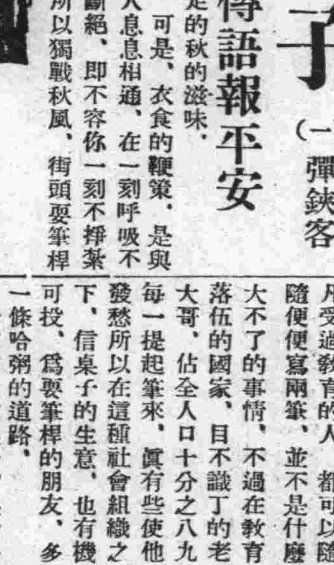 子
（一
彈鋏客
傳語報平安
定的秋的滋味，
可是，衣食的鞭策，是與
人息息相通，在一刻呼吸不
斷絕，即不容你一刻不掙紮
所以獨戰秋風，街頭耍筆桿
凡受過教育的人，都可以隨
隨便便寫兩筆，並不是什麼
大不了的事情，不過在教育
落伍的國家，目不識丁的老
大哥，佔全人口十分之八九
每一提起筆來，眞有些使他
發愁所以在這種社會組織之
下，信桌子的生意，也有機
可投，爲耍筆桿的朋友，多
一條哈粥的道路，